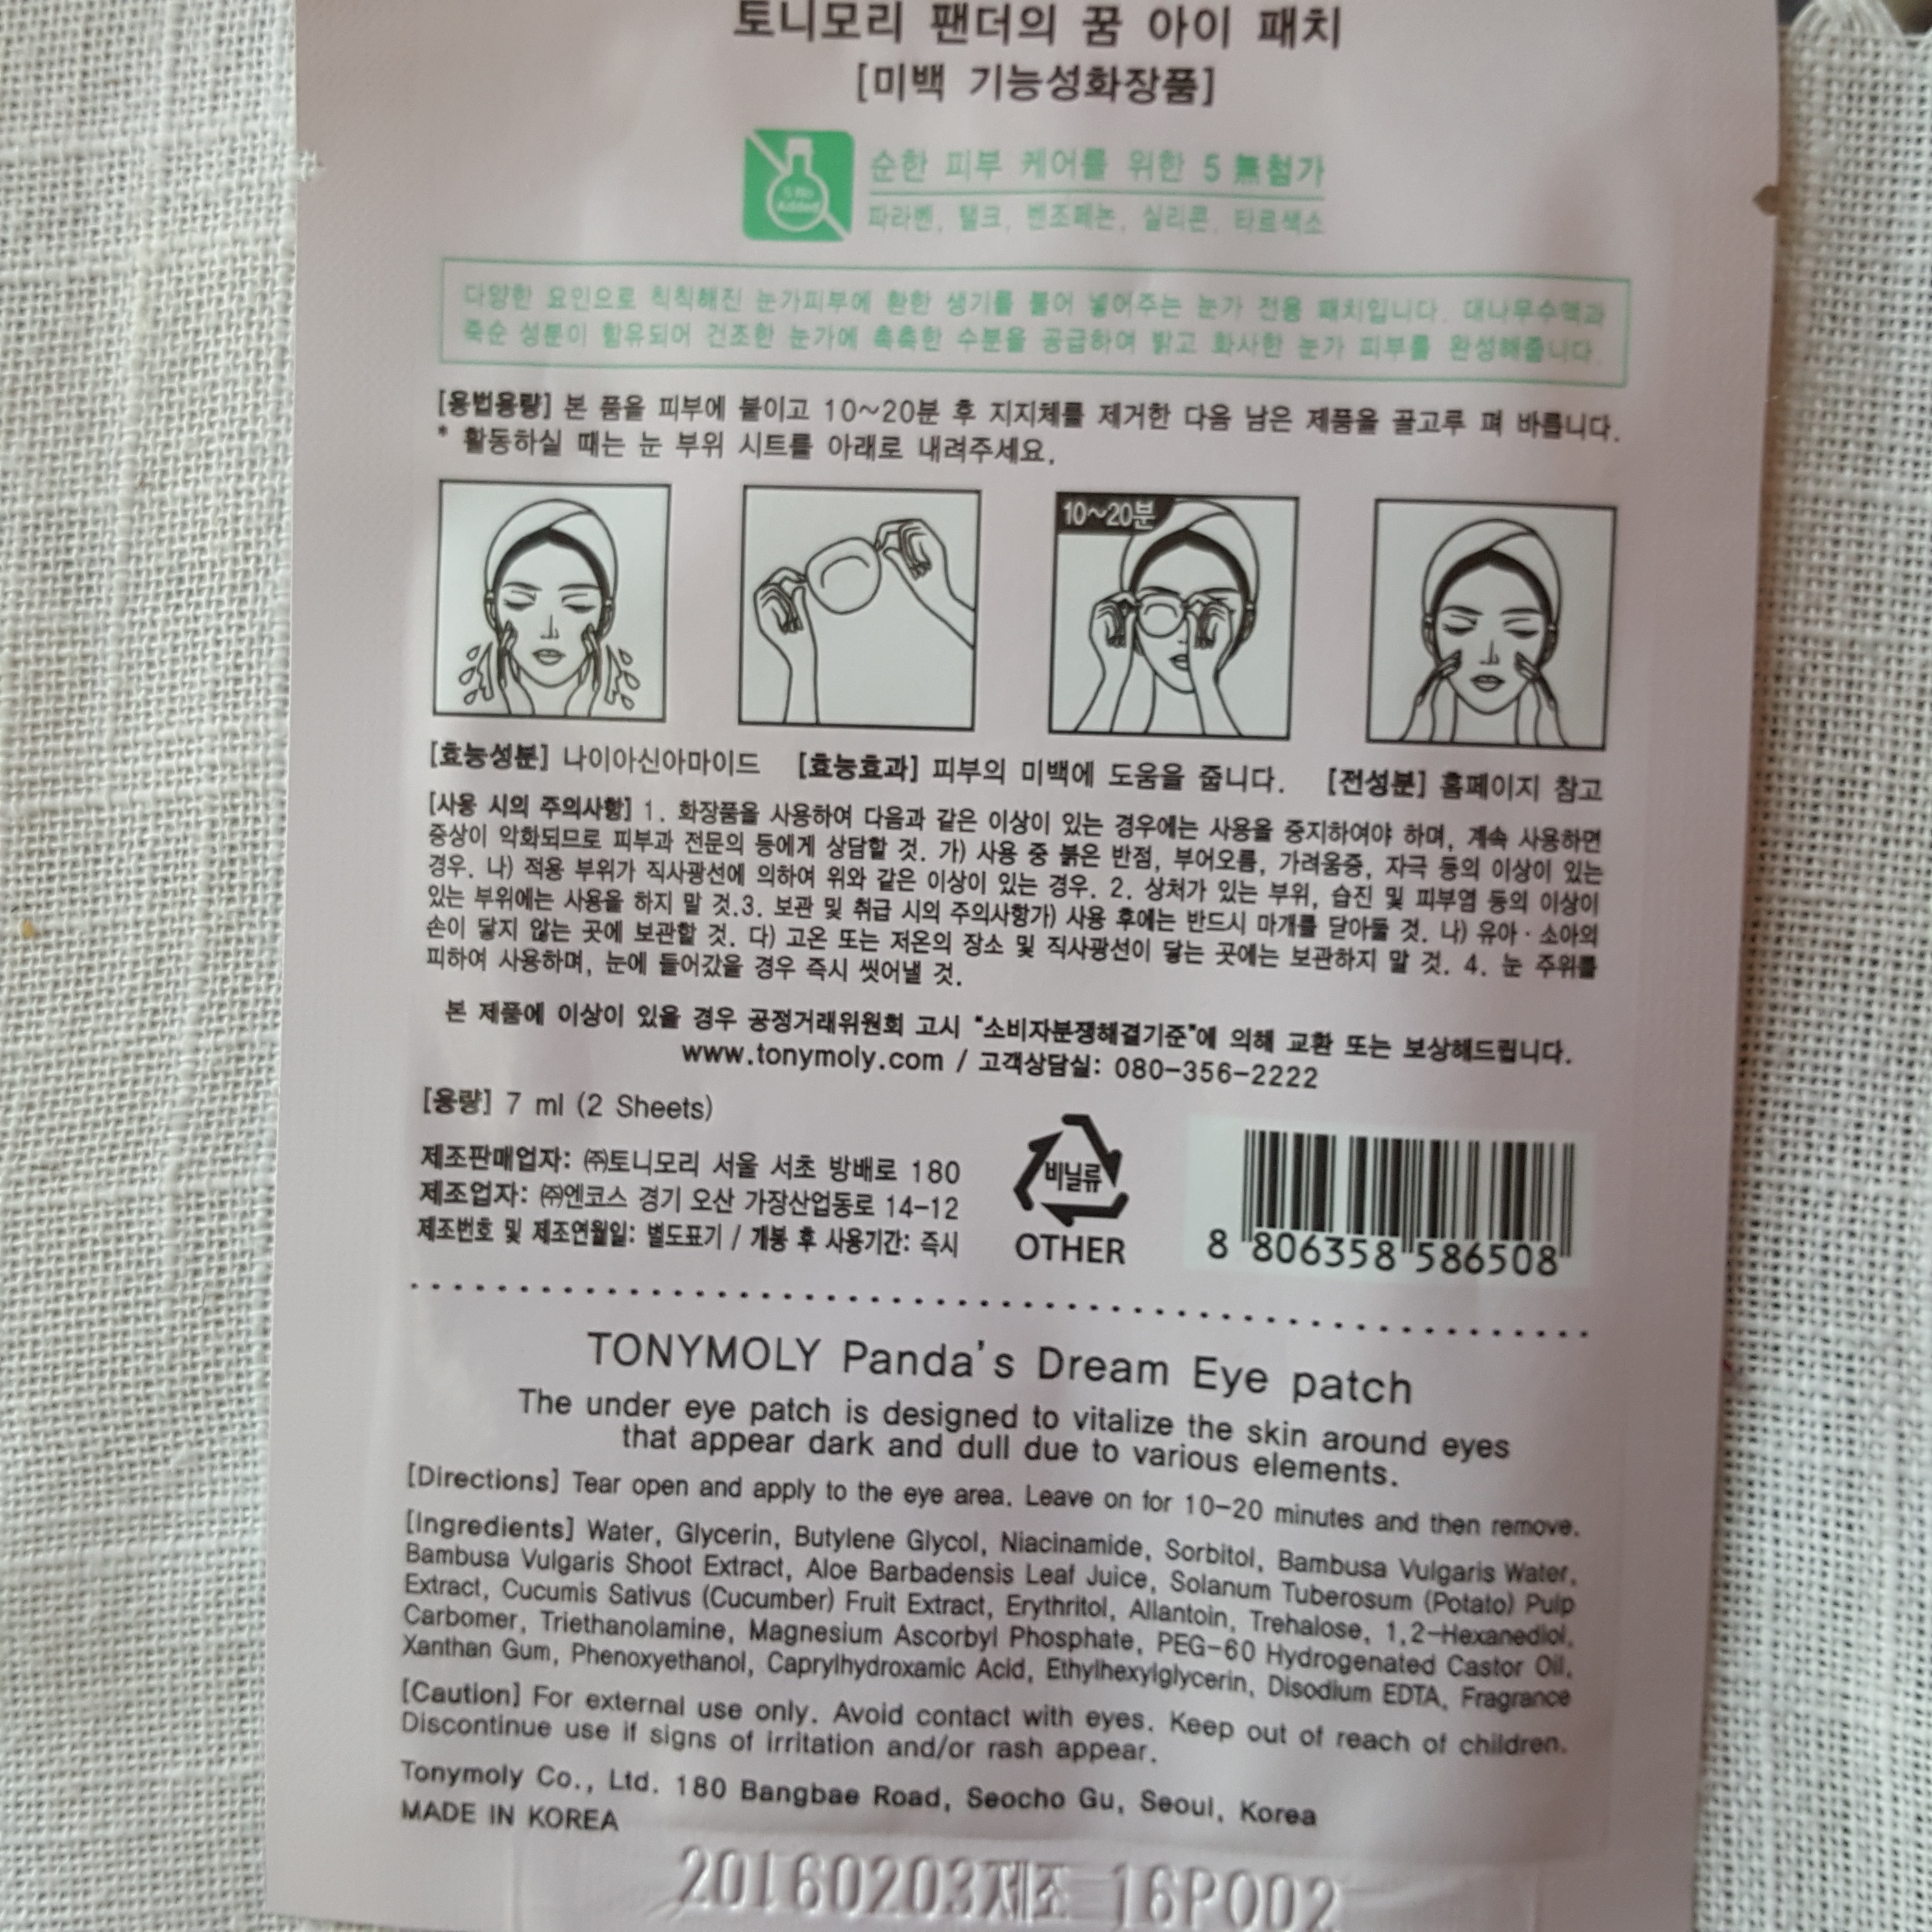 토니모리 팬더의 꿈 아이 패치
[미백 기능성화장품]
5 No
Added
순한 피부 케어를 위한 5 無첨가
파라벤, 탤크, 벤조페논, 실리콘, 타르색소
다양한 요인으로 칙칙해진 눈가피부에 환한 생기를 불어 넣어주는 눈가 전용 패치입니다. 대나무수액과
죽순 성분이 함유되어 건조한 눈가에 촉촉한 수분을 공급하여 밝고 화사한 눈가 피부를 완성해줍니다.
[용법용량] 본 품을 피부에 붙이고 10~20분 후 지지체를 제거한 다음 남은 제품을 골고루 펴 바릅니다.
* 활동하실 때는 눈 부위 시트를 아래로 내려주세요.
10~20분
[효능성분] 나이아신아마이드 [효능효과] 피부의 미백에 도움을 줍니다. [전성분] 홈페이지 참고
[사용 시의 주의사항] 1. 화장품을 사용하여 다음과 같은 이상이 있는 경우에는 사용을 중지하여야 하며, 계속 사용하면
증상이 악화되므로 피부과 전문의 등에게 상담할 것. 가) 사용 중 붉은 반점, 부어오름, 가려움증, 자극 등의 이상이 있는
경우. 나) 적용 부위가 직사광선에 의하여 위와 같은 이상이 있는 경우. 2. 상처가 있는 부위, 습진 및 피부염 등의 이상이
있는 부위에는 사용을 하지 말 것.3. 보관 및 취급 시의 주의사항가) 사용 후에는 반드시 마개를 닫아둘 것. 나) 유아·소아의
손이 닿지 않는 곳에 보관할 것. 다) 고온 또는 저온의 장소 및 직사광선이 닿는 곳에는 보관하지 말 것. 4. 눈 주위를
피하여 사용하며, 눈에 들어갔을 경우 즉시 씻어낼 것.
본 제품에 이상이 있을 경우 공정거래위원회 고시 "소비자분쟁해결기준"에 의해 교환 또는 보상해드립니다.
www.tonymoly.com / 고객상담실: 080-356-2222
[용량] 7 ml (2 Sheets)
제조판매업자: ㈜토니모리 서울 서초 방배로 180
제조업자: ㈜엔코스 경기 오산 가장산업동로 14-12
제조번호 및 제조연월일: 별도표기 / 개봉 후 사용기간: 즉시
비닐류
OTHER
8 806358 586508
TONYMOLY Panda's Dream Eye patch
The under eye patch is designed to vitalize the skin around eyes
that appear dark and dull due to various elements.
[Directions] Tear open and apply to the eye area. Leave on for 10-20 minutes and then remove.
[Ingredients] Water, Glycerin, Butylene Glycol, Niacinamide, Sorbitol, Bambusa Vulgaris Water,
Bambusa Vulgaris Shoot Extract, Aloe Barbadensis Leaf Juice, Solanum Tuberosum (Potato) Pulp
Extract, Cucumis Sativus (Cucumber) Fruit Extract, Erythritol, Allantoin, Trehalose, 1,2-Hexanediol,
Carbomer, Triethanolamine, Magnesium Ascorbyl Phosphate, PEG-60 Hydrogenated Castor Oil,
Xanthan Gum, Phenoxyethanol, Caprylhydroxamic Acid, Ethylhexylglycerin, Disodium EDTA, Fragrance
[Caution] For external use only. Avoid contact with eyes. Keep out of reach of children.
Discontinue use if signs of irritation and/or rash appear.
Tonymoly Co., Ltd. 180 Bangbae Road, Seocho Gu, Seoul, Korea
MADE IN KOREA
20160203제조 16P002